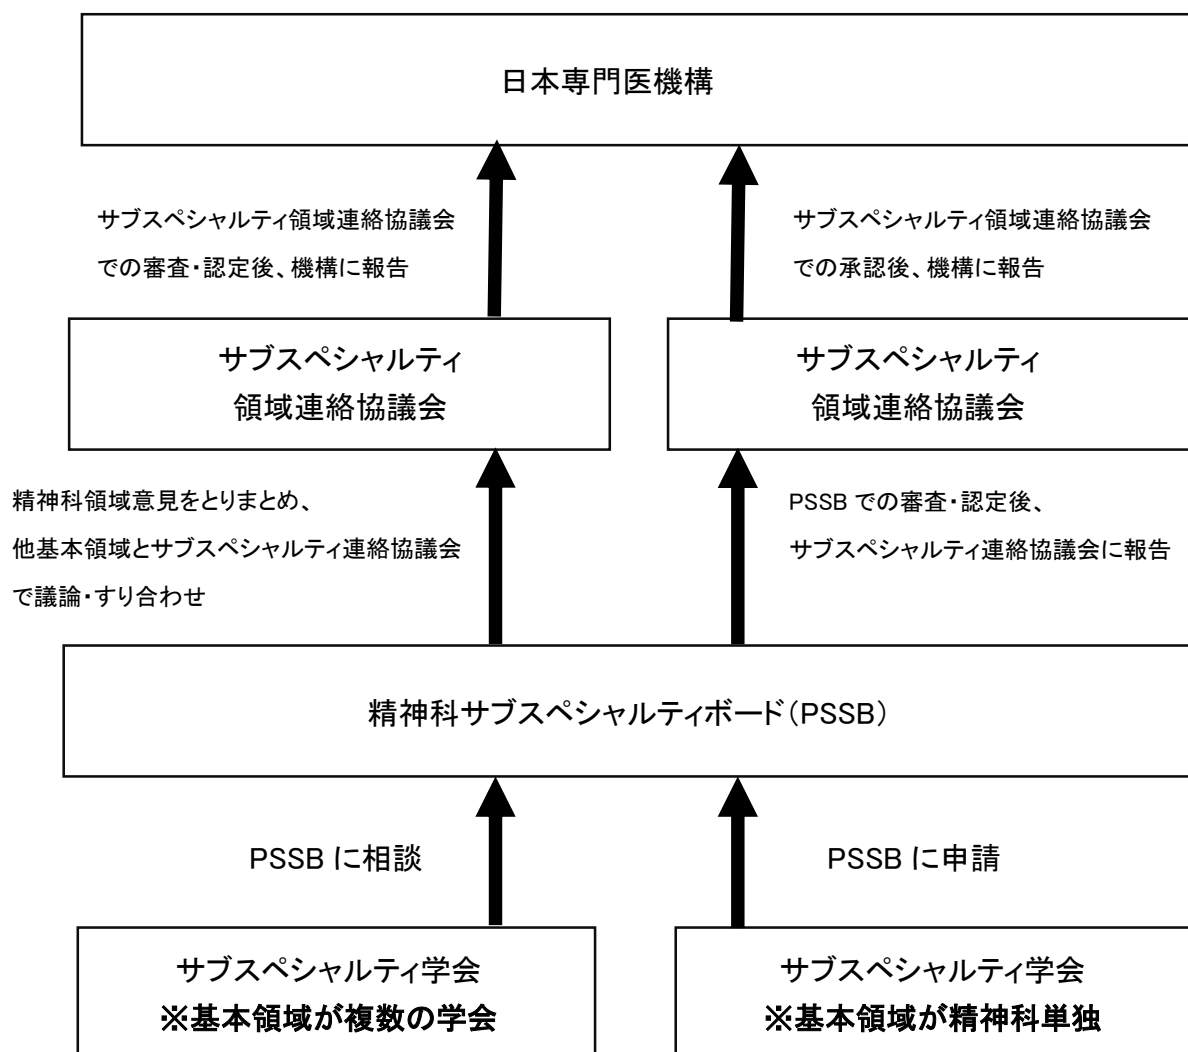 日本専門医機構
サブスペシャルティ領域連絡協議会
での審査・認定後、機構に報告
サブスペシャルティ領域連絡協議会
での承認後、機構に報告
サブスペシャルティ
領域連絡協議会
サブスペシャルティ
領域連絡協議会
精神科領域意見をとりまとめ、
他基本領域とサブスペシャルティ連絡協議会
で議論・すり合わせ
PSSB での審査・認定後、
サブスペシャルティ連絡協議会に報告
精神科サブスペシャルティボード（PSSB）
PSSB に相談
PSSB に申請
サブスペシャルティ学会
※基本領域が複数の学会
サブスペシャルティ学会
※基本領域が精神科単独